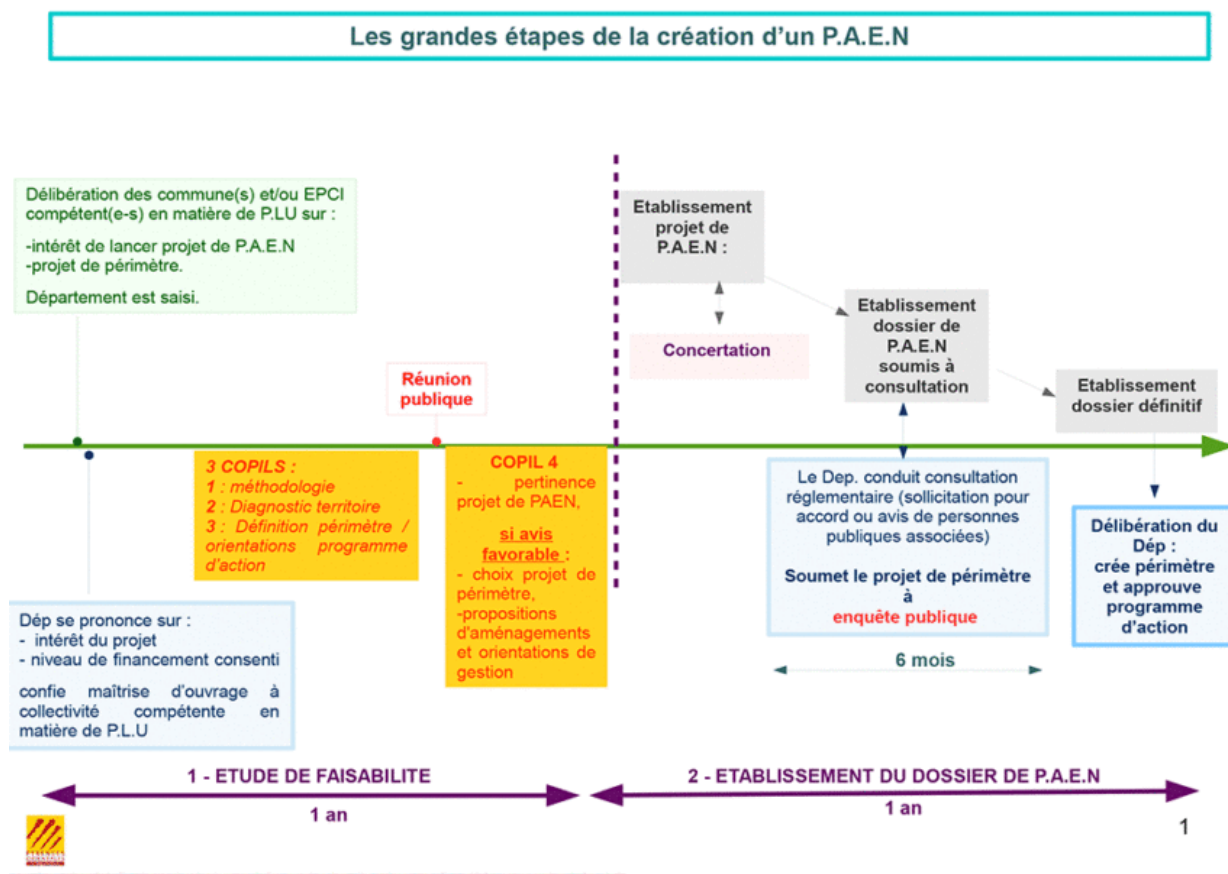 Les grandes étapes de la création d'un P.A.E.N
Délibération des commune(s) et/ou EPCI
compétent(e-s) en matière de P.LU sur :
-intérêt de lancer projet de P.A.E.N
-projet de périmètre.
Département est saisi.
Réunion
publique
3 COPILS :
1 : méthodologie
2 : Diagnostic territoire
3 : Définition périmètre /
orientations programme
d'action
COPIL 4
- pertinence
projet de PAEN,
si avis
favorable :
- choix projet de
périmètre,
-propositions
d'aménagements
et orientations de
gestion
Dép se prononce sur :
- intérêt du projet
- niveau de financement consenti
confie maîtrise d'ouvrage à
collectivité compétente en
matière de P.L.U
Etablissement
projet de
P.A.E.N :
Concertation
Etablissement
dossier de
P.A.E.N
soumis à
consultation
Etablissement
dossier définitif
Le Dep. conduit consultation
réglementaire (sollicitation pour
accord ou avis de personnes
publiques associées)
Soumet le projet de périmètre
à
enquête publique
6 mois
Délibération du
Dép :
crée périmètre
et approuve
programme
d'action
1 - ETUDE DE FAISABILITE
1 an
2 - ETABLISSEMENT DU DOSSIER DE P.A.E.N
1 an
1